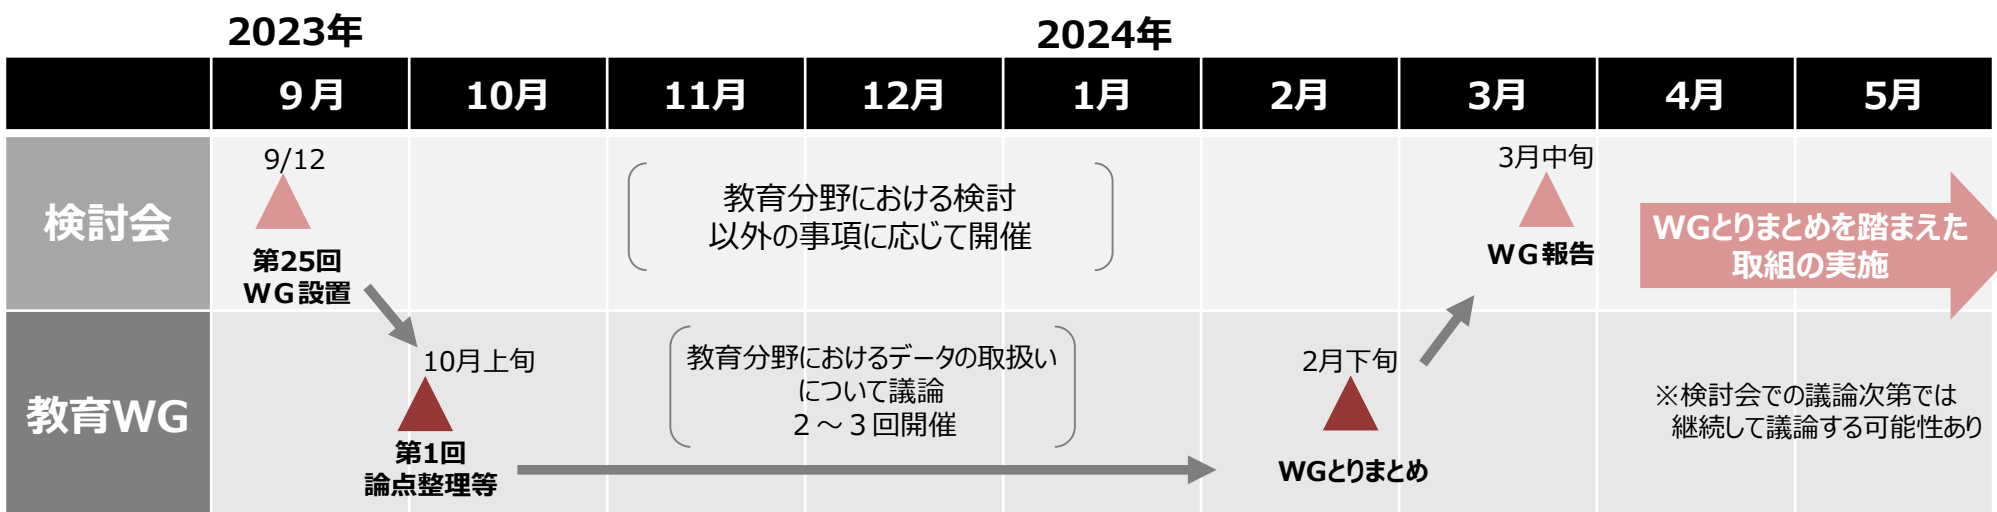 2023年
2024年
9月
10月
11月
12月
1月
2月
3月
4月
5月
検討会
9/12
第25回
WG設置
教育分野における検討
以外の事項に応じて開催
3月中旬
WG報告
WGとりまとめを踏まえた
取組の実施
教育WG
10月上旬
第1回
論点整理等
教育分野におけるデータの取扱い
について議論
2～3回開催
2月下旬
WGとりまとめ
※検討会での議論次第では
継続して議論する可能性あり